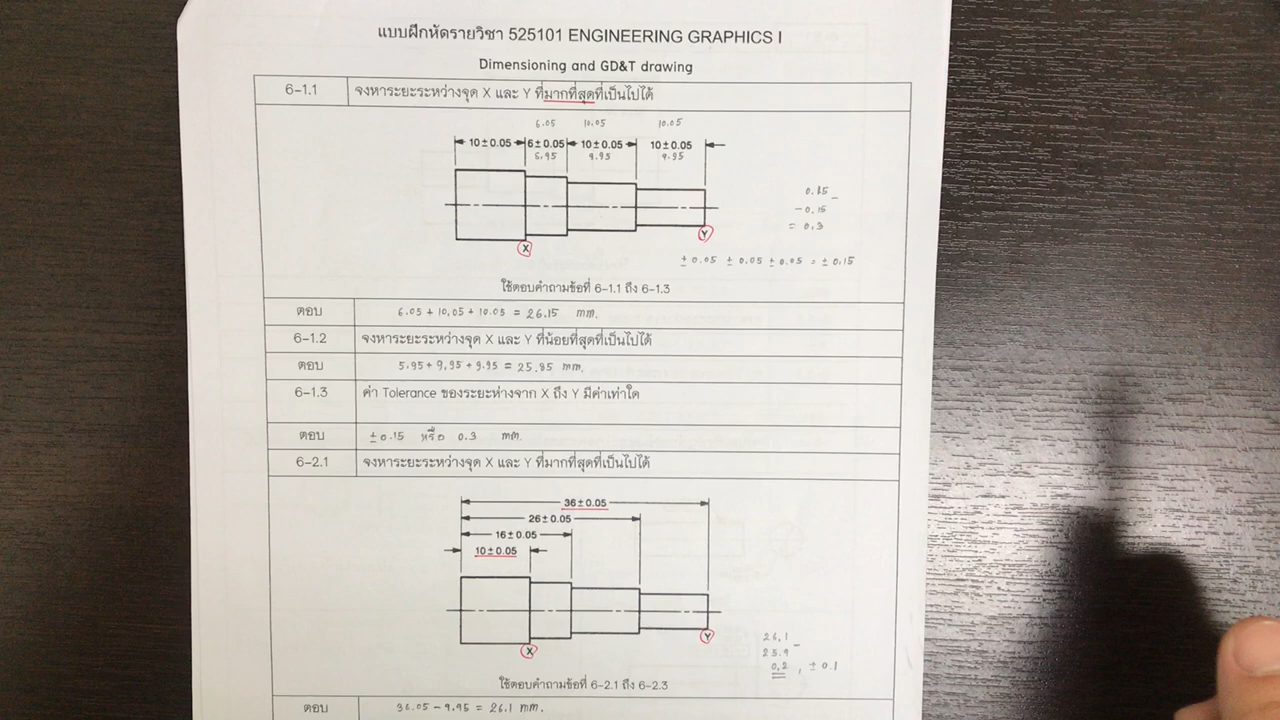 แบบฝึกหัดรายวิชา 525101 ENGINEERING GRAPHICS I
Dimensioning and GD&T drawing
6-1.1 จงหาระยะระหว่างจุด X และ Y ที่มากที่สุดที่เป็นไปได้
6.05 10.05 10.05
10±0.05 6±0.05 10±0.05 10±0.05
5.95 9.95 9.95
0.15
-0.15
= 0.3
X Y
±0.05 ±0.05 ±0.05 = ±0.15
ใช้ตอบคำถามข้อที่ 6-1.1 ถึง 6-1.3
ตอบ 6.05 + 10.05 + 10.05 = 26.15 mm.
6-1.2 จงหาระยะระหว่างจุด X และ Y ที่น้อยที่สุดที่เป็นไปได้
ตอบ 5.95 + 9.95 + 9.95 = 25.85 mm.
6-1.3 ค่า Tolerance ของระยะห่างจาก X ถึง Y มีค่าเท่าใด
ตอบ ±0.15 หรือ 0.3 mm.
6-2.1 จงหาระยะระหว่างจุด X และ Y ที่มากที่สุดที่เป็นไปได้
36±0.05
26±0.05
16±0.05
10±0.05
X Y
26.1 -
25.9
0.2 , ±0.1
ใช้ตอบคำถามข้อที่ 6-2.1 ถึง 6-2.3
ตอบ 36.05 - 9.95 = 26.1 mm.